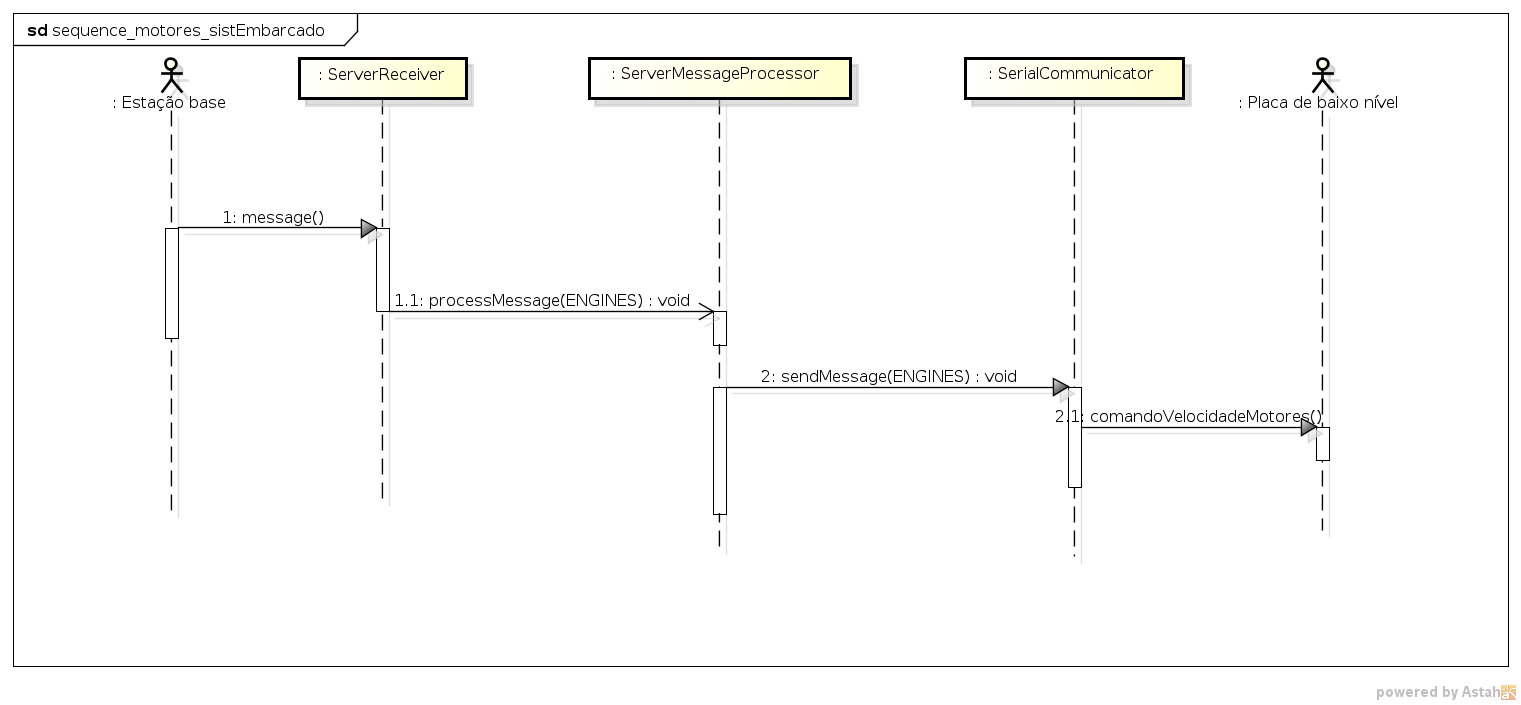 sd sequence_motores_sistEmbarcado
: Estação base
: ServerReceiver
: ServerMessageProcessor
: SerialCommunicator
: Placa de baixo nível
1: message()
1.1: processMessage(ENGINES) : void
2: sendMessage(ENGINES) : void
2.1: comandoVelocidadeMotores()
powered by Astah